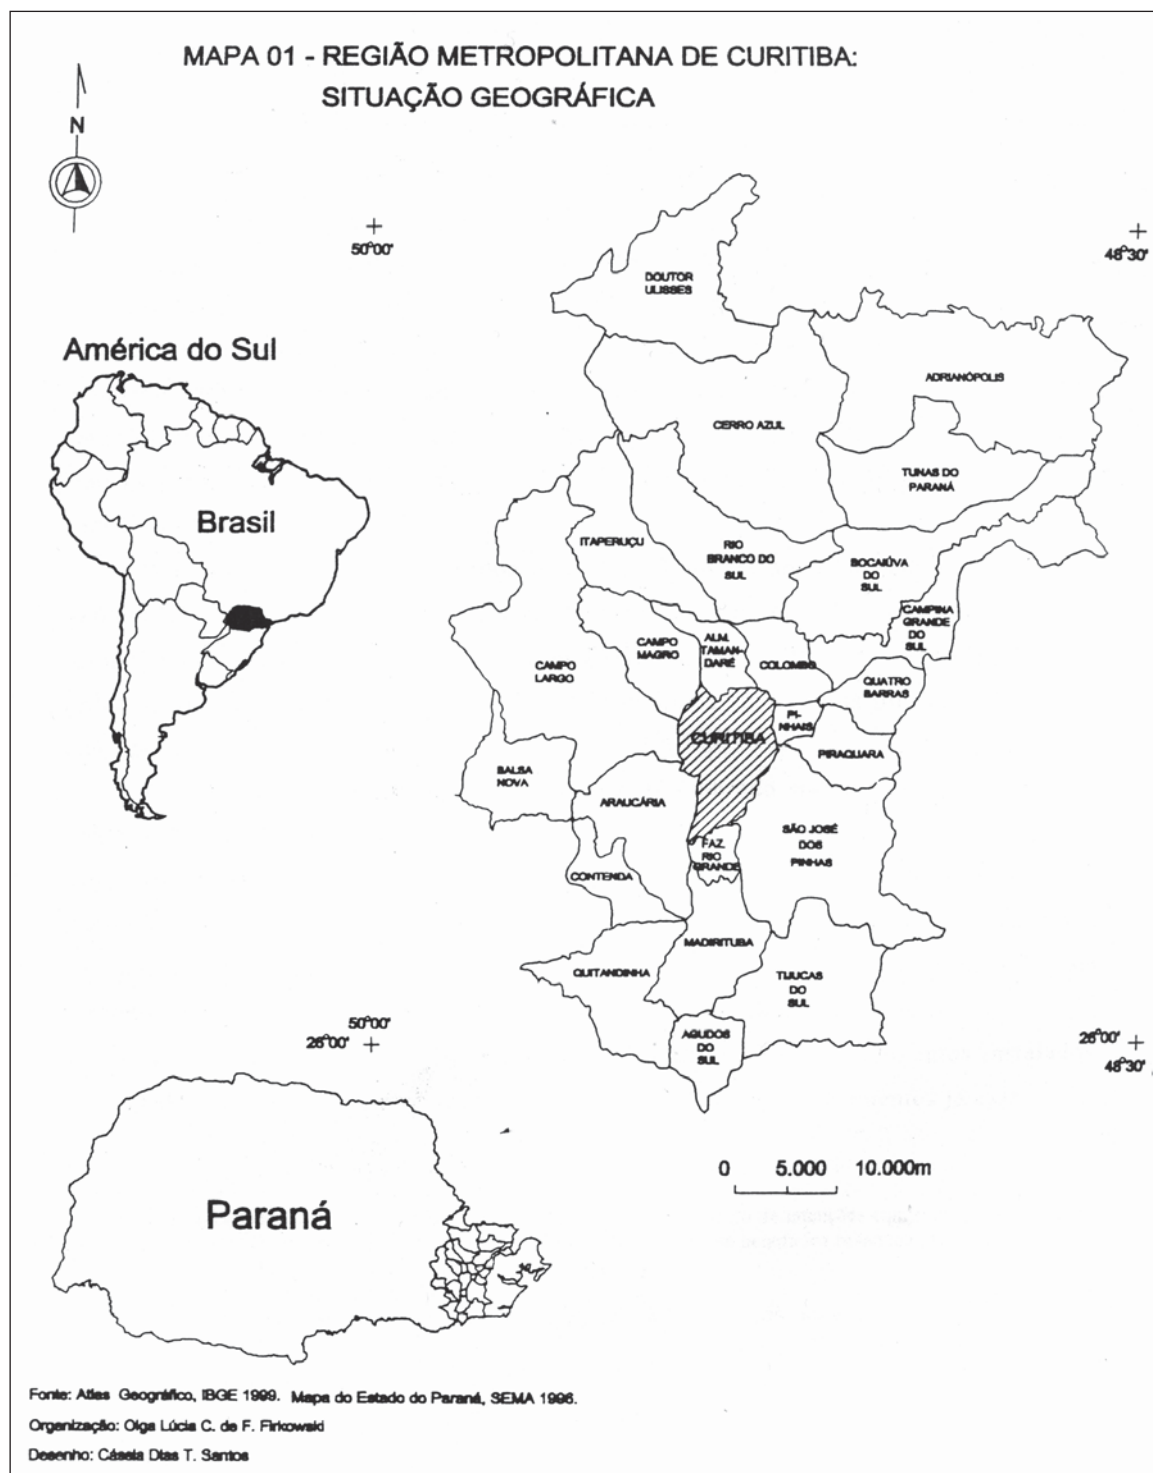 MAPA 01 - REGIÃO METROPOLITANA DE CURITIBA:
SITUAÇÃO GEOGRÁFICA
N
50°00'
48°30'
DOUTOR
ULISSES
América do Sul
Brasil
ADRIANÓPOLIS
CERRO AZUL
TUNAS DO
PARANÁ
ITAPERUÇU
RIO
BRANCO DO
SUL
BOCAIÚVA
DO
SUL
CAMPINA
GRANDE
DO
SUL
CAMPO
MAGRO
ALM.
TAMAN-
DARÉ
COLOMBO
CAMPO
LARGO
QUATRO
BARRAS
PI-
NHAIS
CURITIBA
PIRAQUARA
BALSA
NOVA
ARAUCÁRIA
SÃO JOSÉ
DOS
PINHAS
FAZ.
RIO
GRANDE
CONTENDA
MADIRITUBA
QUITANDINHA
TIJUCAS
DO
SUL
AGUDOS
DO
SUL
50°00'
26°00'
26°00'
48°30'
0 5.000 10.000m
Paraná
Fonte: Atlas Geográfico, IBGE 1999. Mapa do Estado do Paraná, SEMA 1996.
Organização: Olga Lúcia C. de F. Firkowski
Desenho: Cássia Dias T. Santos